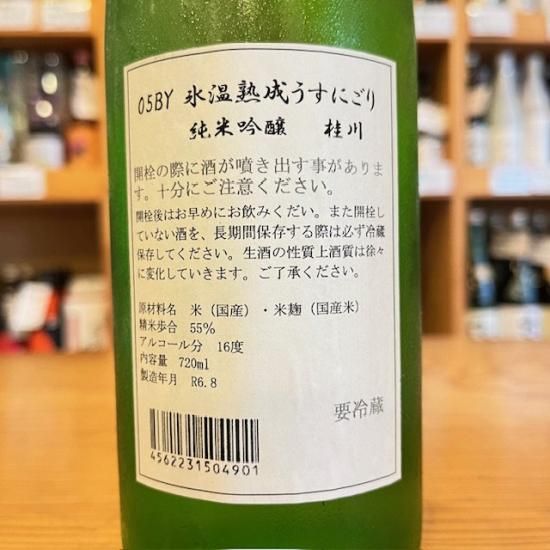 05BY 氷温熟成うすにごり
純米吟醸　桂川
開栓の際に酒が噴き出す事がありま
す。十分にご注意ください。
開栓後はお早めにお飲みくだい。また開栓し
ていない酒を、長期間保存する際は必ず冷蔵
保存してください。生酒の性質上酒質は徐々
に変化していきます。ご了承ください。
原材料名　米（国産）・米麹（国産米）
精米歩合　55％
アルコール分　16度
内容量　720ml
製造年月　R6.8
要冷蔵
4562231504901